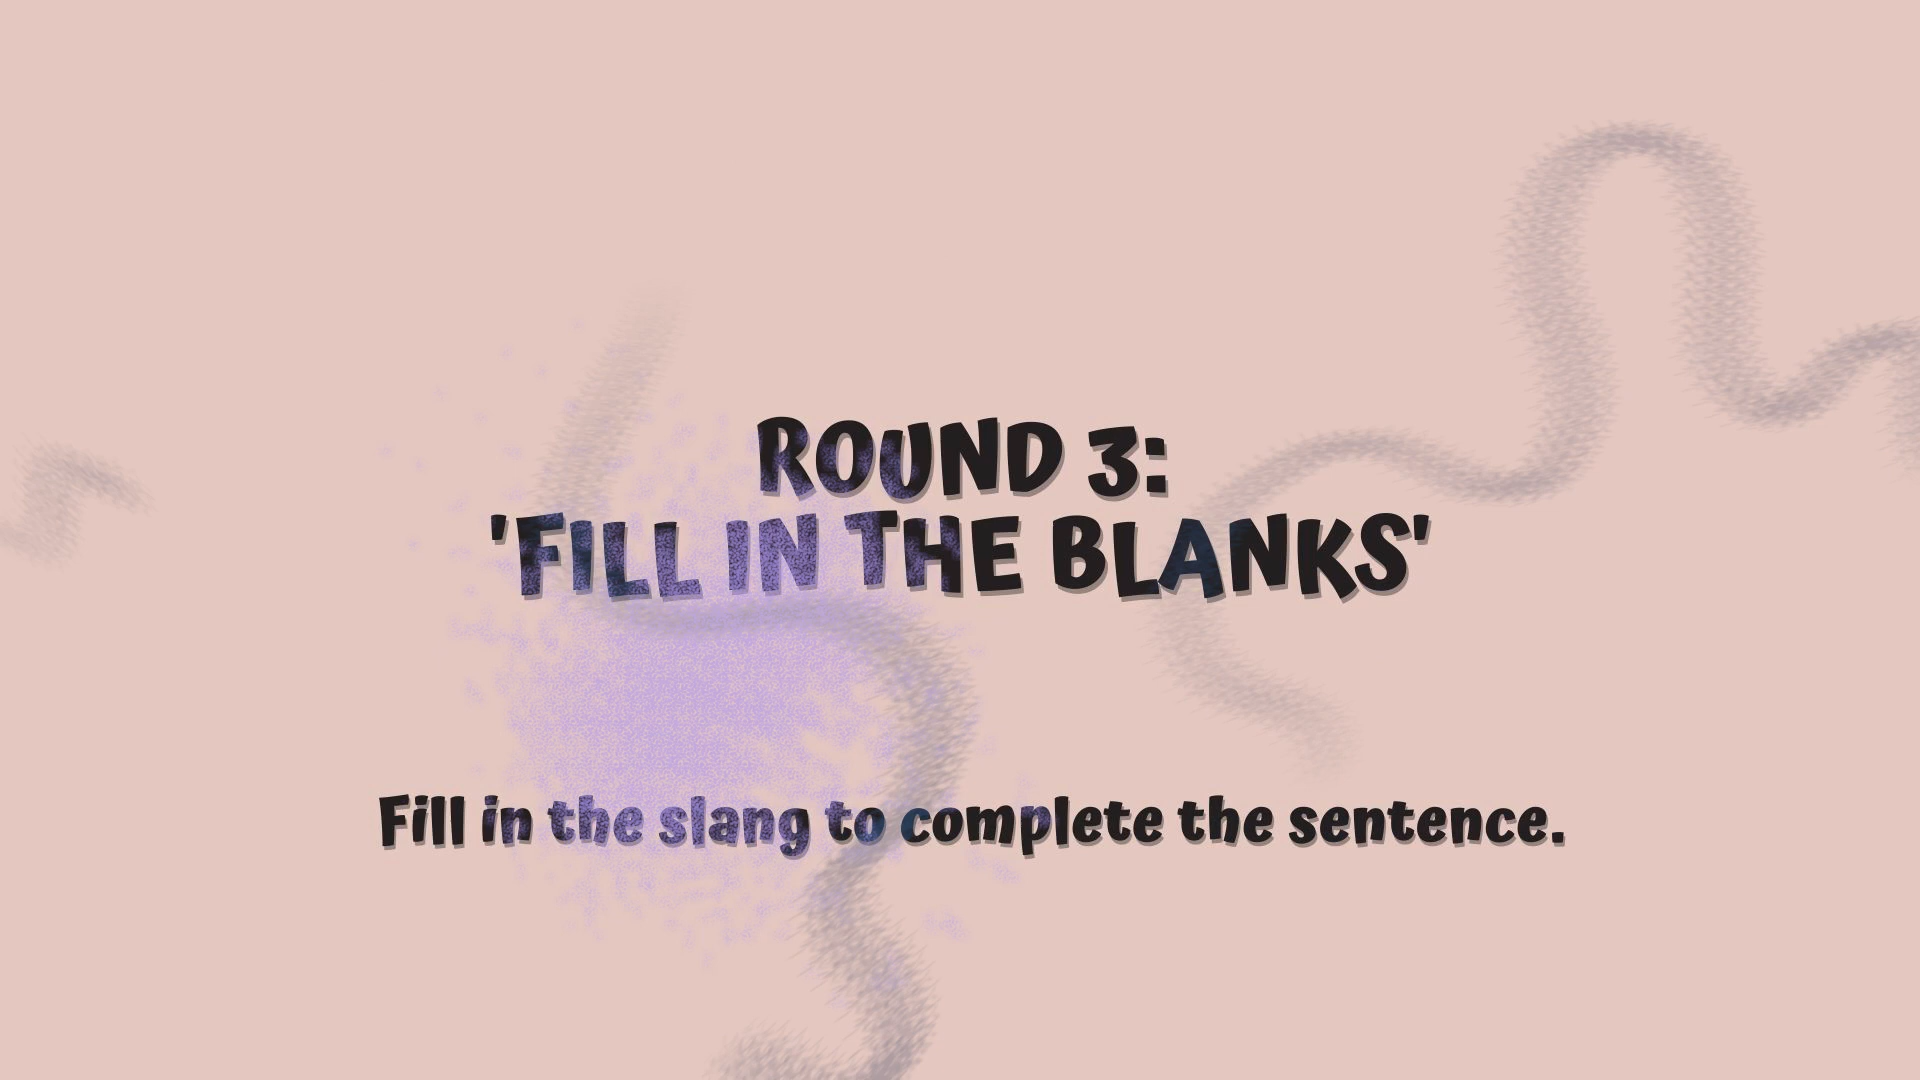 ROUND 3:
'FILL IN THE BLANKS'
Fill in the slang to complete the sentence.